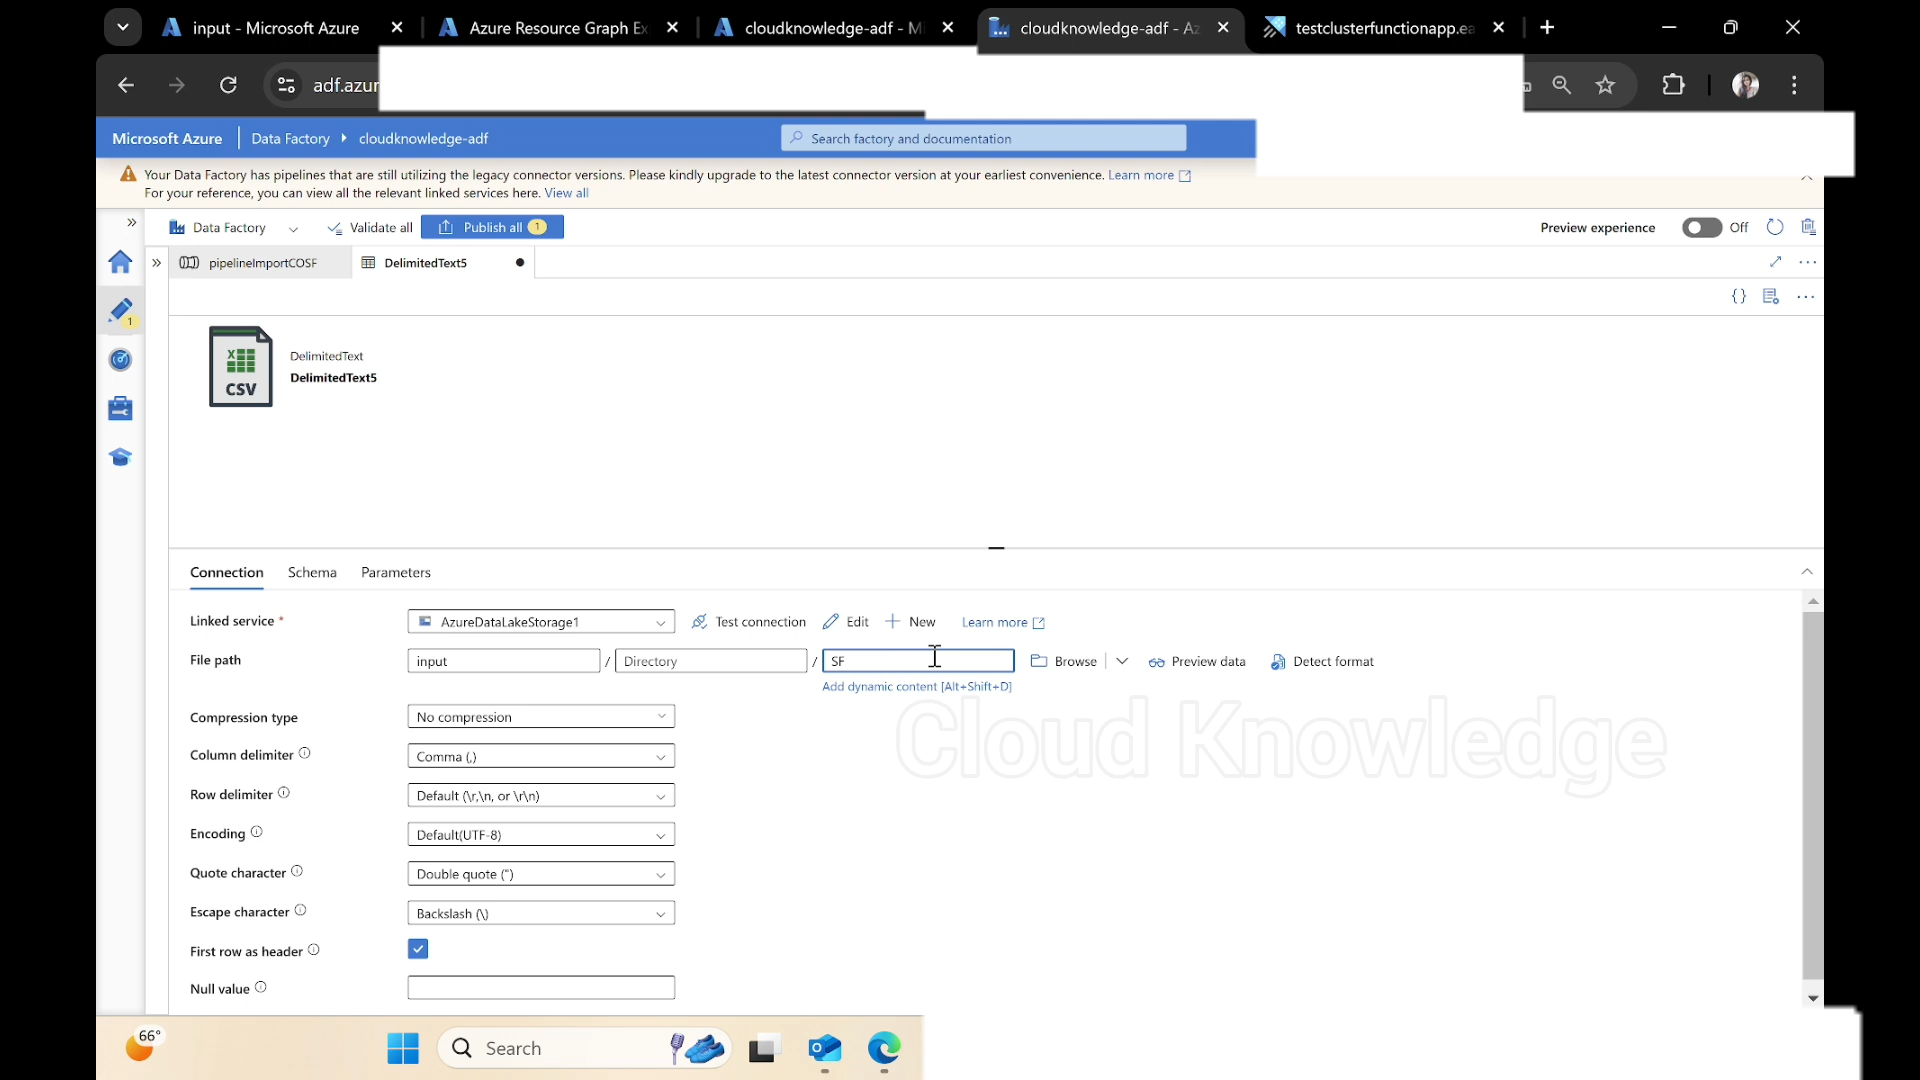 input - Microsoft Azure
Azure Resource Graph Ex
cloudknowledge-adf - Mi
cloudknowledge-adf - Az
testclusterfunctionapp.ea
adf.azur
Microsoft Azure
Data Factory
cloudknowledge-adf
Search factory and documentation
Your Data Factory has pipelines that are still utilizing the legacy connector versions. Please kindly upgrade to the latest connector version at your earliest convenience. Learn more
For your reference, you can view all the relevant linked services here. View all
Data Factory
Validate all
Publish all 1
Preview experience
Off
pipelineImportCOSF
DelimitedText5
1
X
CSV
DelimitedText
DelimitedText5
Connection
Schema
Parameters
Linked service *
AzureDataLakeStorage1
Test connection
Edit
New
Learn more
File path
input
/
Directory
/
SF
Browse
Preview data
Detect format
Add dynamic content [Alt+Shift+D]
Compression type
No compression
Cloud Knowledge
Column delimiter
Comma (,)
Row delimiter
Default (\r,\n, or \r\n)
Encoding
Default(UTF-8)
Quote character
Double quote (")
Escape character
Backslash (\)
First row as header
Null value
66°
Search